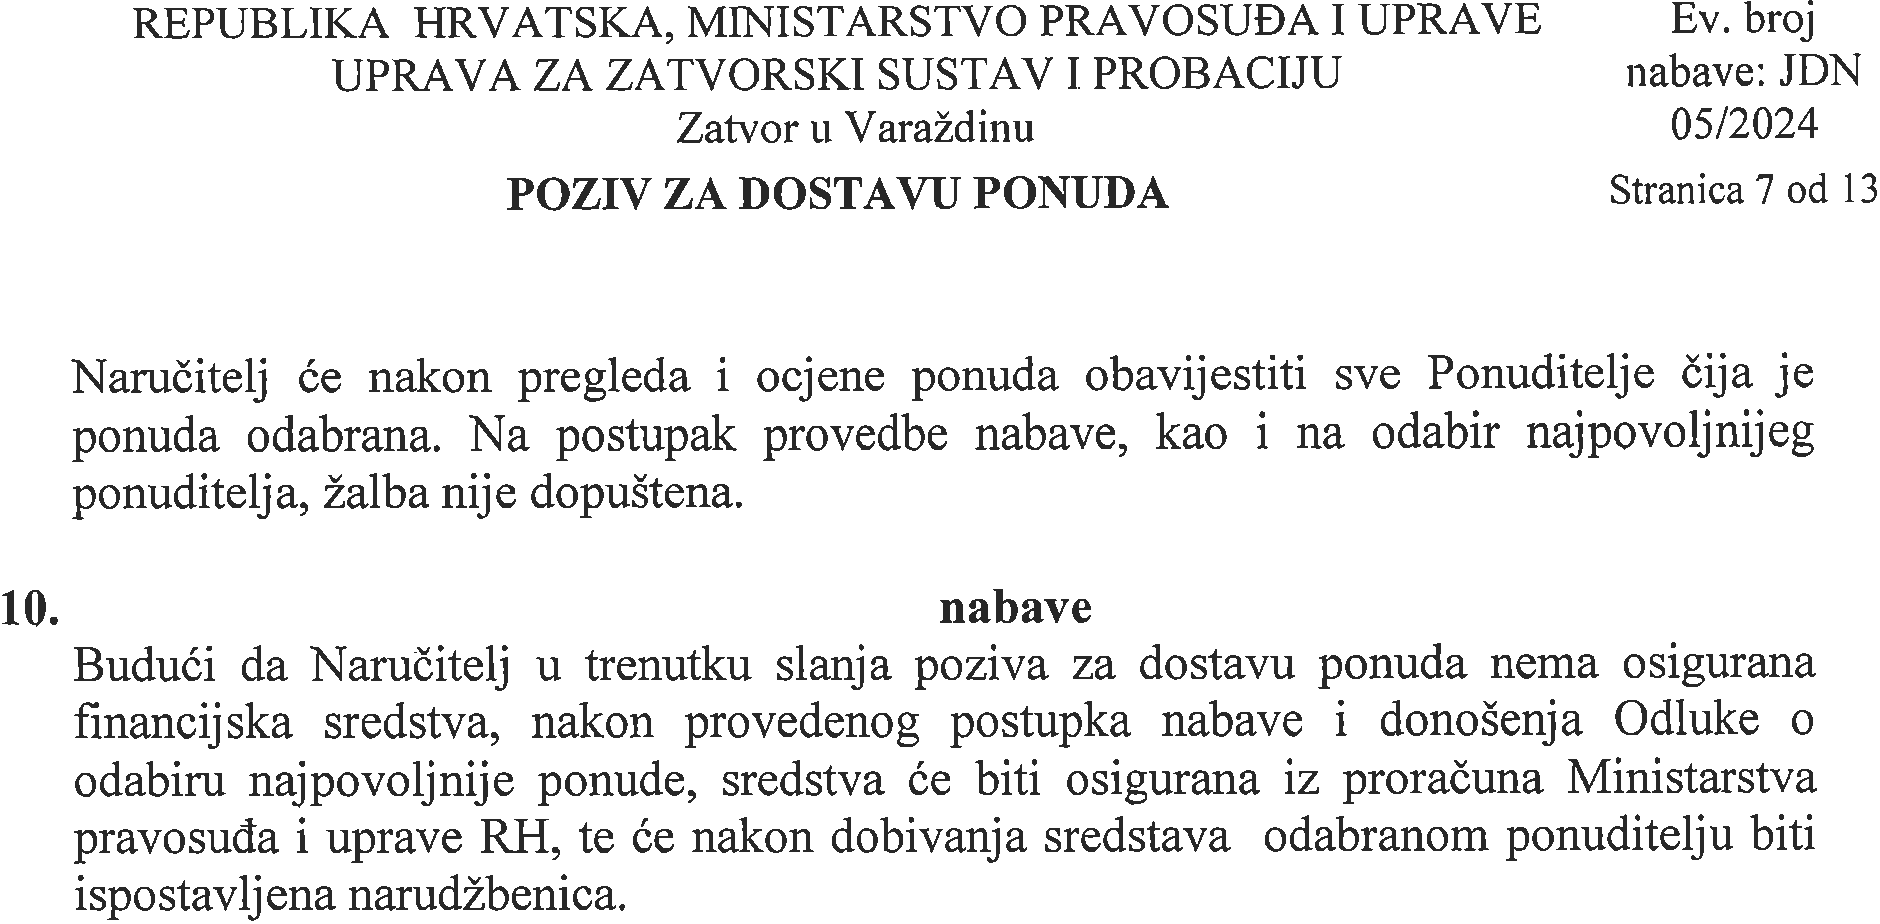 REPUBLIKA HRVATSKA, MINISTARSTVO PRAVOSUĐA I UPRAVE
UPRAVA ZA ZATVORSKI SUSTAV I PROBACIJU
Zatvor u Varaždinu
POZIV ZA DOSTAVU PONUDA
Ev. broj
nabave: JDN
05/2024
Stranica 7 od 13
Naručitelj će nakon pregleda i ocjene ponuda obavijestiti sve Ponuditelje čija je
ponuda odabrana. Na postupak provedbe nabave, kao i na odabir najpovoljnijeg
ponuditelja, žalba nije dopuštena.
10. nabave
Budući da Naručitelj u trenutku slanja poziva za dostavu ponuda nema osigurana
financijska sredstva, nakon provedenog postupka nabave i donošenja Odluke o
odabiru najpovoljnije ponude, sredstva će biti osigurana iz proračuna Ministarstva
pravosuđa i uprave RH, te će nakon dobivanja sredstava odabranom ponuditelju biti
ispostavljena narudžbenica.